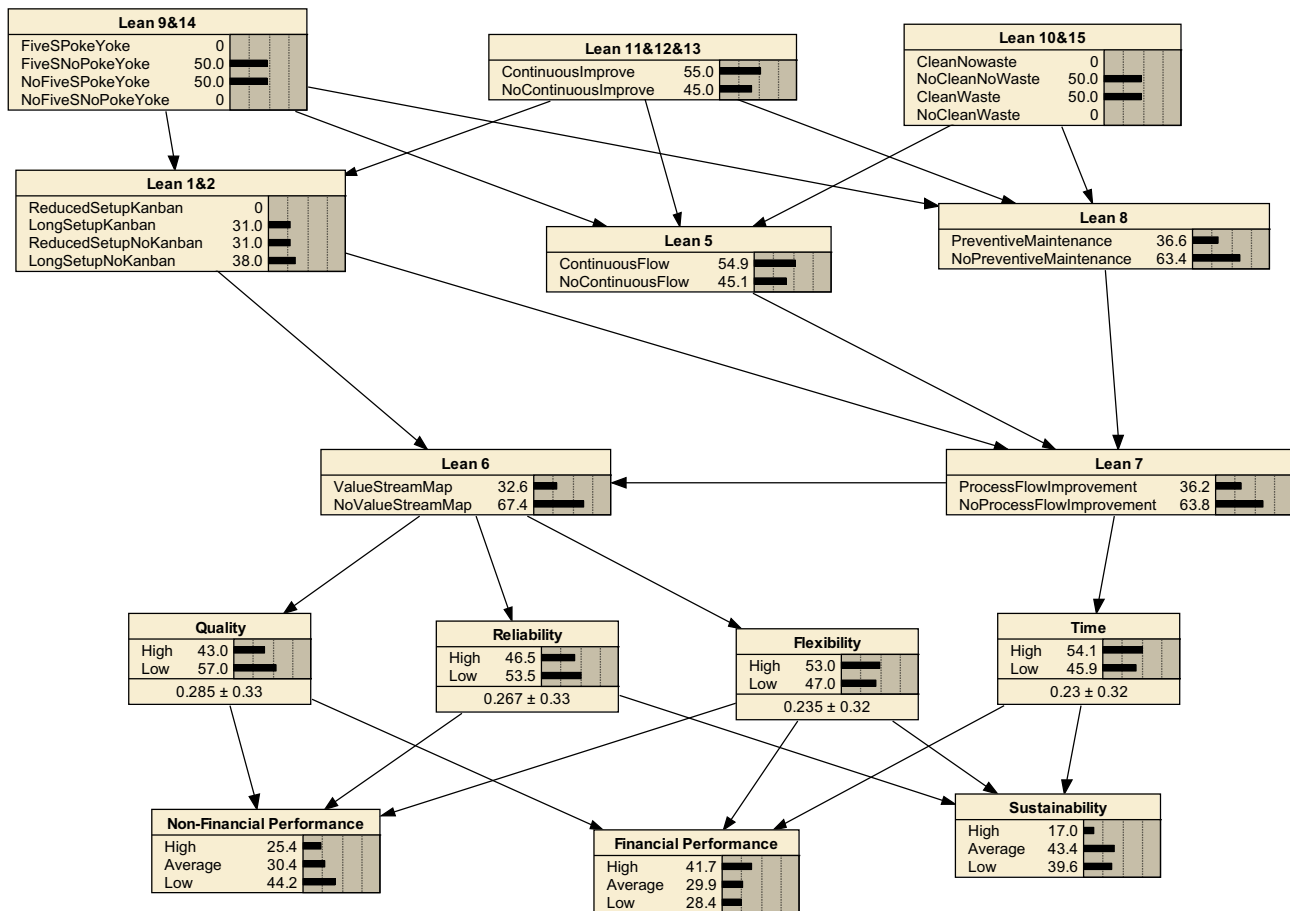 Lean 9&14
FiveSPokeYoke 0
FiveSNoPokeYoke 50.0
NoFiveSPokeYoke 50.0
NoFiveSNoPokeYoke 0
Lean 11&12&13
ContinuousImprove 55.0
NoContinuousImprove 45.0
Lean 10&15
CleanNowaste 0
NoCleanNoWaste 50.0
CleanWaste 50.0
NoCleanWaste 0
Lean 1&2
ReducedSetupKanban 0
LongSetupKanban 31.0
ReducedSetupNoKanban 31.0
LongSetupNoKanban 38.0
Lean 5
ContinuousFlow 54.9
NoContinuousFlow 45.1
Lean 8
PreventiveMaintenance 36.6
NoPreventiveMaintenance 63.4
Lean 6
ValueStreamMap 32.6
NoValueStreamMap 67.4
Lean 7
ProcessFlowImprovement 36.2
NoProcessFlowImprovement 63.8
Quality
High 43.0
Low 57.0
0.285 ± 0.33
Reliability
High 46.5
Low 53.5
0.267 ± 0.33
Flexibility
High 53.0
Low 47.0
0.235 ± 0.32
Time
High 54.1
Low 45.9
0.23 ± 0.32
Non-Financial Performance
High 25.4
Average 30.4
Low 44.2
Financial Performance
High 41.7
Average 29.9
Low 28.4
Sustainability
High 17.0
Average 43.4
Low 39.6